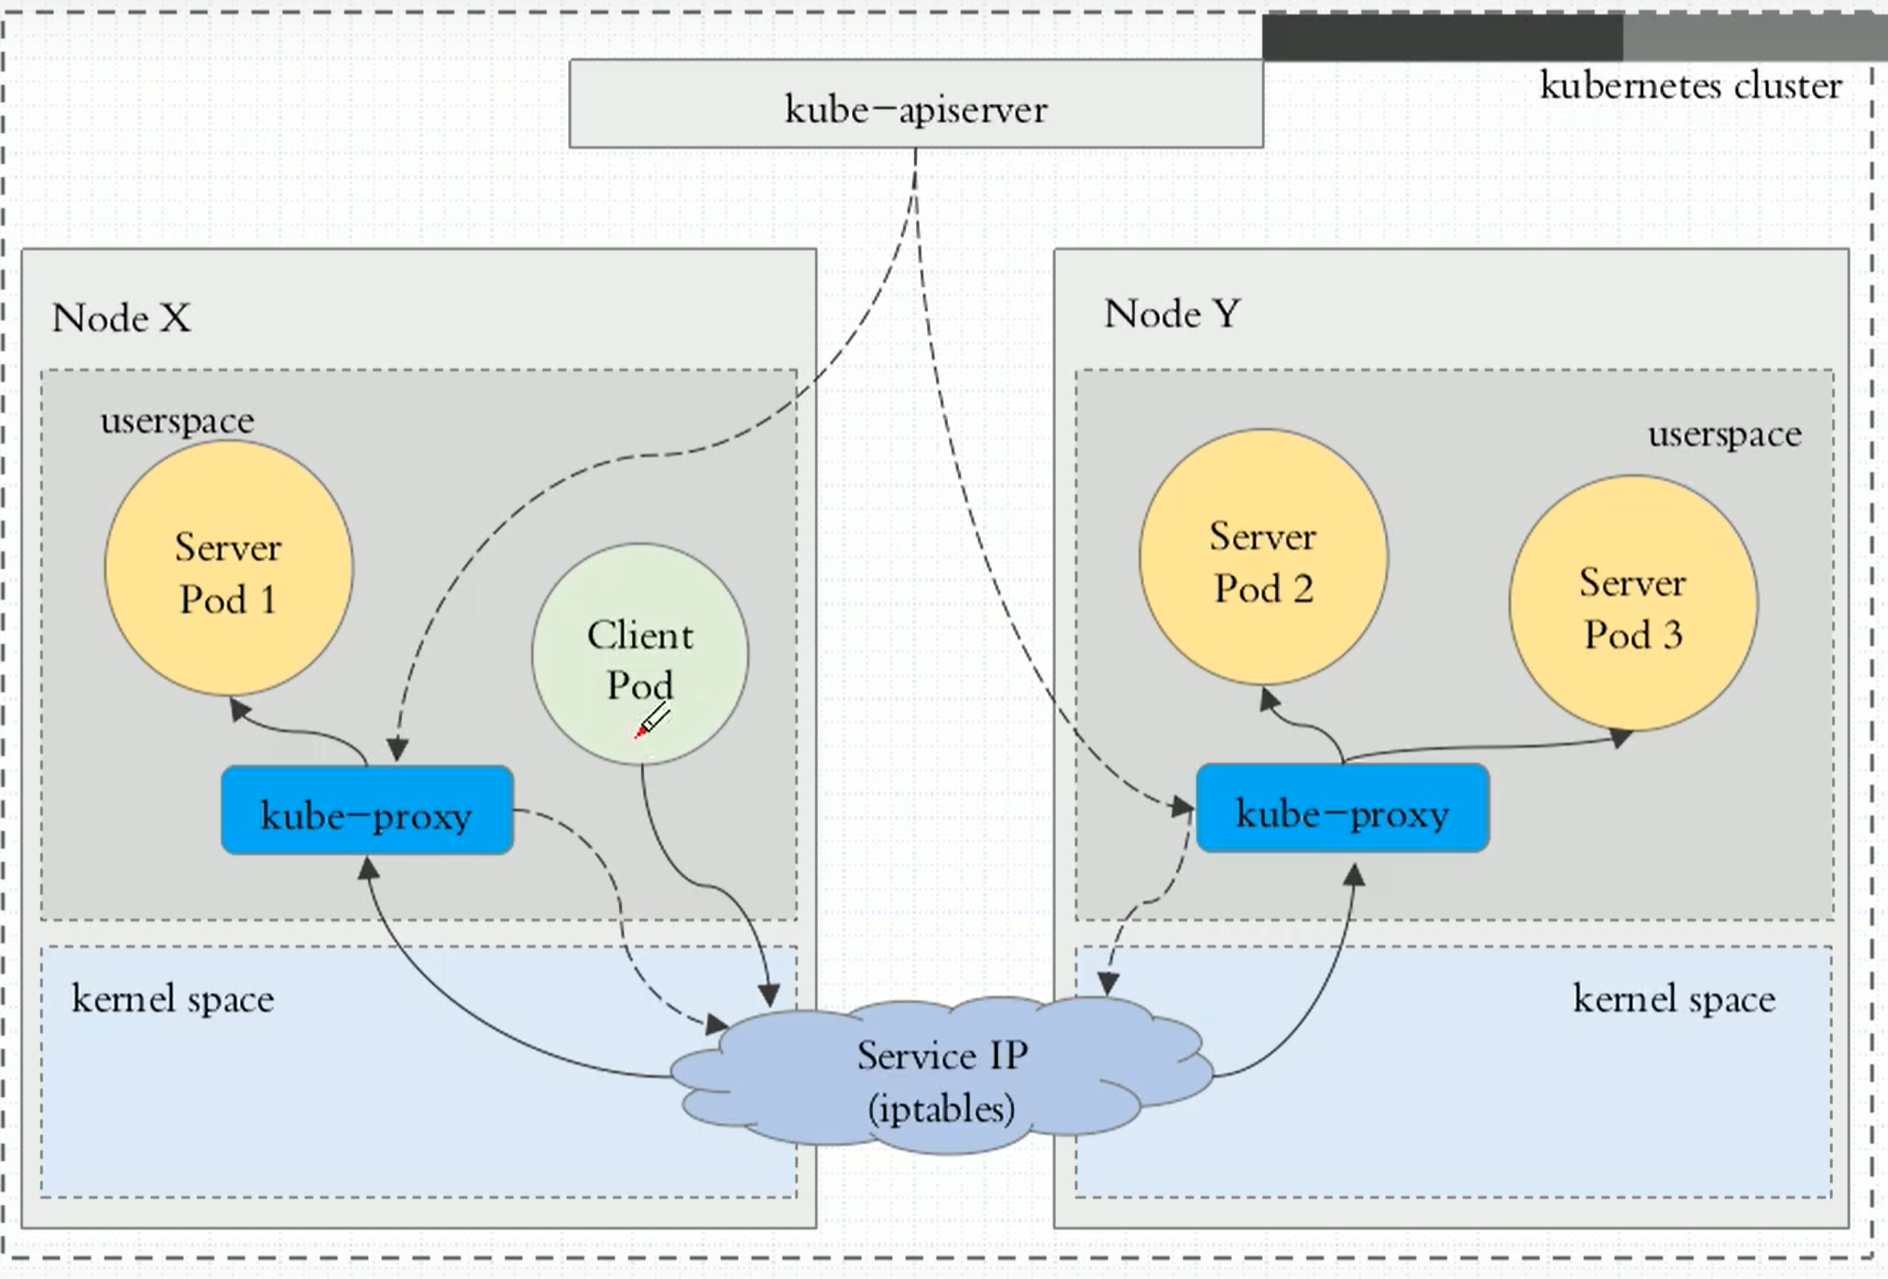 kubernetes cluster
kube-apiserver
Node X
userspace
Server
Pod 1
Client
Pod
kube-proxy
kernel space
Node Y
userspace
Server
Pod 2
Server
Pod 3
kube-proxy
kernel space
Service IP
(iptables)